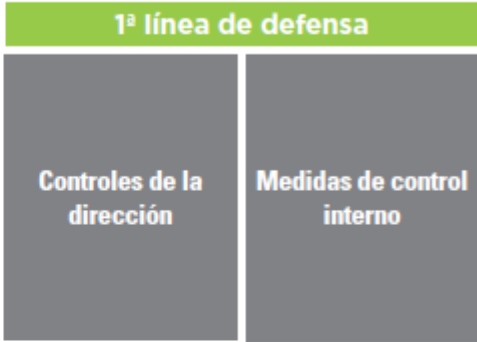 1ª línea de defensa
Controles de la
dirección
Medidas de control
interno